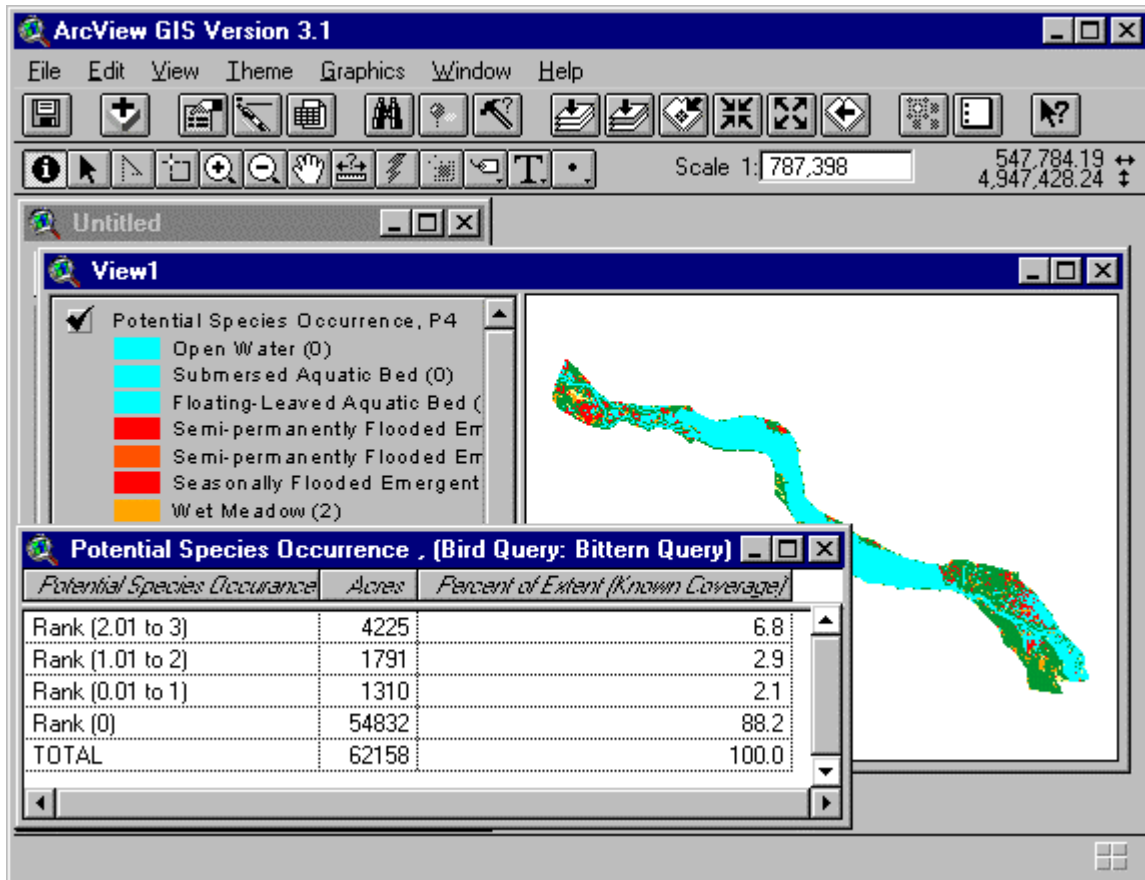 ArcView GIS Version 3.1
File Edit View Theme Graphics Window Help
Scale 1: 787,398
547,784.19
4,947,428.24
Untitled
View1
Potential Species Occurrence, P4
Open Water (0)
Submersed Aquatic Bed (0)
Floating-Leaved Aquatic Bed (
Semi-permanently Flooded Em
Semi-permanently Flooded Em
Seasonally Flooded Emergent
Wet Meadow (2)
Potential Species Occurrence , (Bird Query: Bittern Query)
Potential Species Occurance Acres Percent of Extent (Known Coverage)
Rank (2.01 to 3) 4225 6.8
Rank (1.01 to 2) 1791 2.9
Rank (0.01 to 1) 1310 2.1
Rank (0) 54832 88.2
TOTAL 62158 100.0